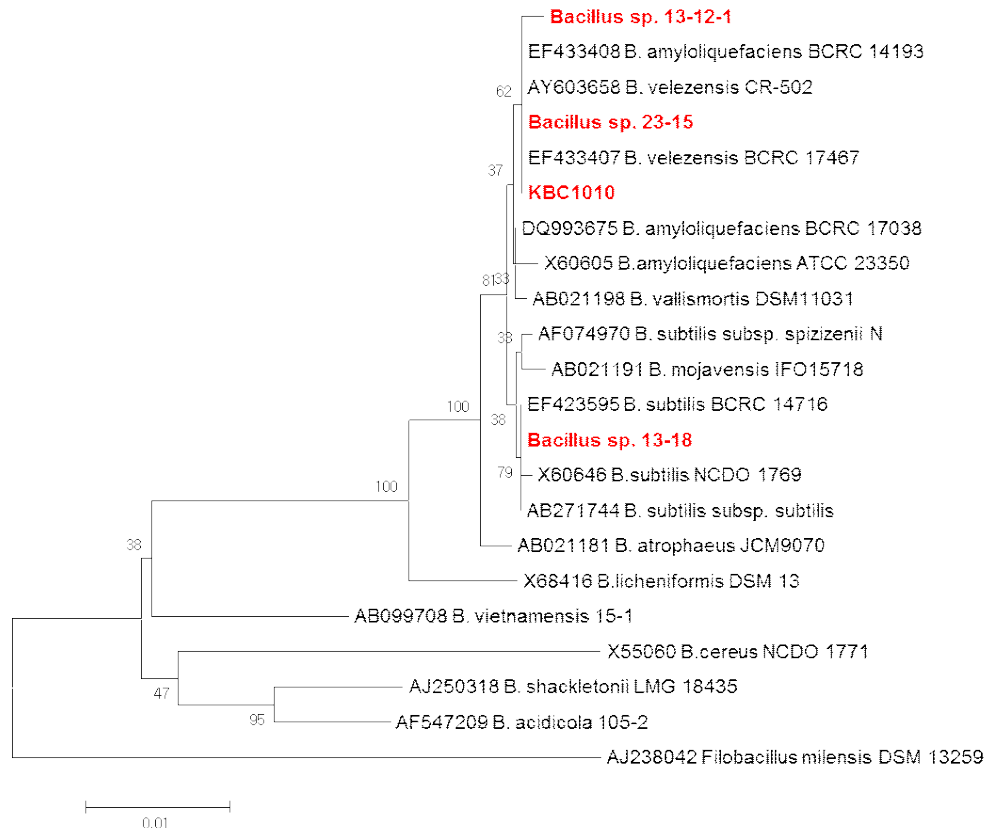 Bacillus sp. 13-12-1
EF433408 B. amyloliquefaciens BCRC 14193
AY603658 B. velezensis CR-502
62
Bacillus sp. 23-15
EF433407 B. velezensis BCRC 17467
37
KBC1010
DQ993675 B. amyloliquefaciens BCRC 17038
X60605 B.amyloliquefaciens ATCC 23350
81 33
AB021198 B. vallismortis DSM11031
AF074970 B. subtilis subsp. spizizenii N
33
AB021191 B. mojavensis IFO15718
EF423595 B. subtilis BCRC 14716
100
38
Bacillus sp. 13-18
X60646 B.subtilis NCDO 1769
79
100
AB271744 B. subtilis subsp. subtilis
AB021181 B. atrophaeus JCM9070
38
X68416 B.licheniformis DSM 13
AB099708 B. vietnamensis 15-1
X55060 B.cereus NCDO 1771
AJ250318 B. shackletonii LMG 18435
47
95
AF547209 B. acidicola 105-2
AJ238042 Filobacillus milensis DSM 13259
0.01